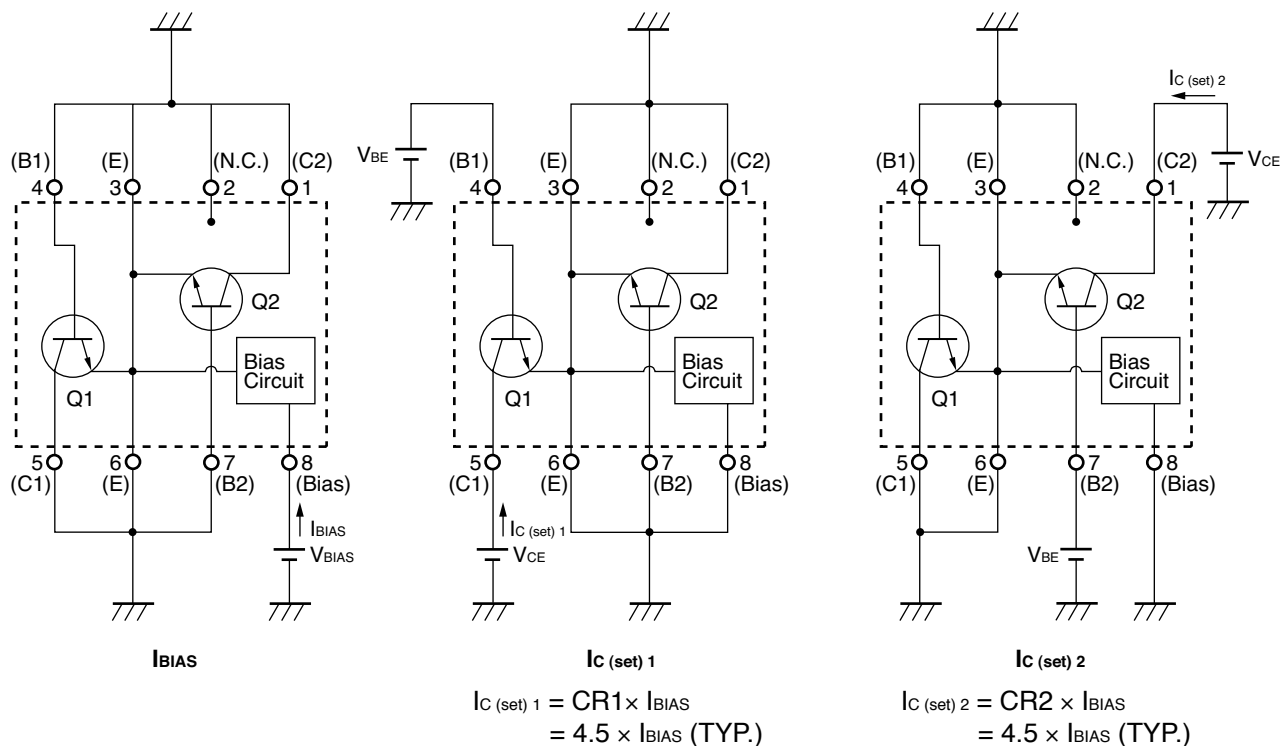 IC (set) 2
VBE
VCE
(B1) (E) (N.C.) (C2)
4 3 2 1
(B1) (E) (N.C.) (C2)
4 3 2 1
(B1) (E) (N.C.) (C2)
4 3 2 1
Q2
Q2
Q2
Bias
Circuit
Bias
Circuit
Bias
Circuit
Q1
Q1
Q1
5 6 7 8
(C1) (E) (B2) (Bias)
5 6 7 8
(C1) (E) (B2) (Bias)
5 6 7 8
(C1) (E) (B2) (Bias)
IBIAS
VBIAS
IC (set) 1
VCE
VBE
IBIAS
IC (set) 1
IC (set) 2
IC (set) 1 = CR1× IBIAS
= 4.5 × IBIAS (TYP.)
IC (set) 2 = CR2 × IBIAS
= 4.5 × IBIAS (TYP.)